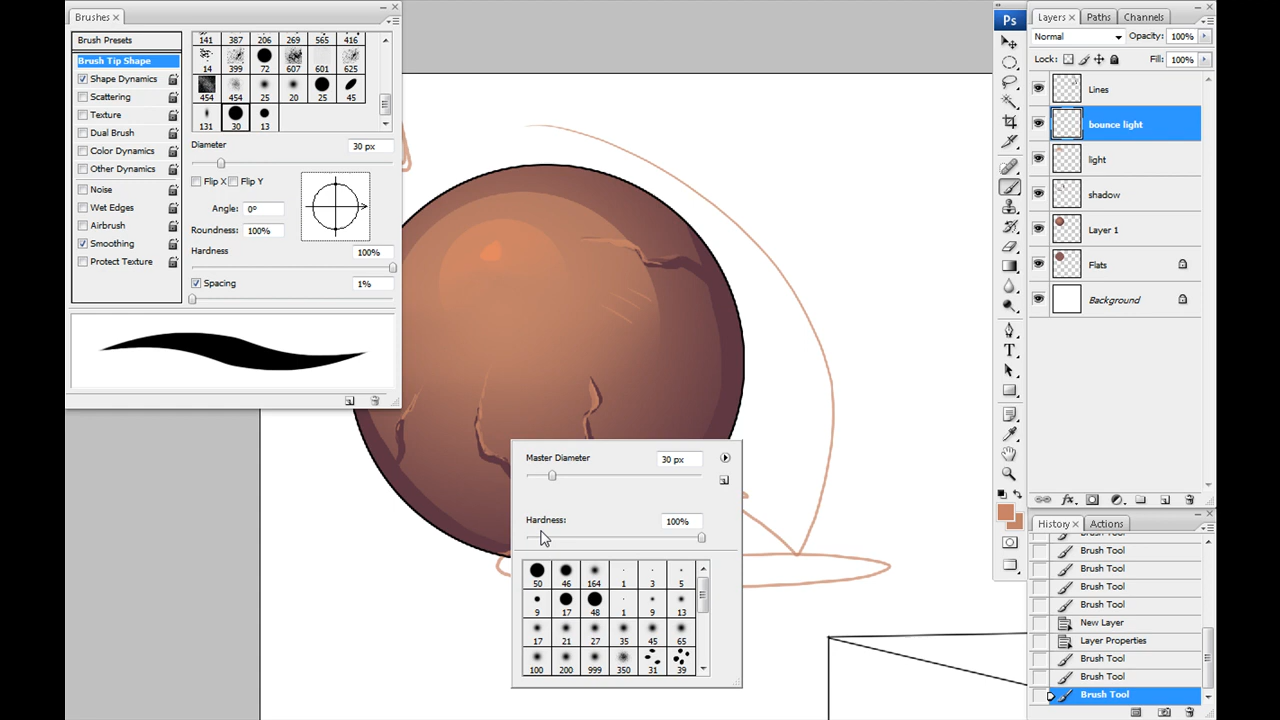 Brushes ×
Brush Presets
Brush Tip Shape
Shape Dynamics
Scattering
Texture
Dual Brush
Color Dynamics
Other Dynamics
Noise
Wet Edges
Airbrush
Smoothing
Protect Texture
141 387 206 269 565 416
14 399 72 607 601 625
454 454 25 20 25 45
131 30 13
Diameter 30 px
Flip X Flip Y
Angle: 0º
Roundness: 100%
Hardness 100%
Spacing 1%
Master Diameter 30 px
Hardness: 100%
50 46 164 1 3 5
9 17 48 1 9 13
17 21 27 35 45 65
100 200 999 350 31 39
Ps
T
Layers × Paths Channels
Normal Opacity: 100%
Lock: Fill: 100%
Lines
bounce light
light
shadow
Layer 1
Flats
Background
History × Actions
Brush Tool
Brush Tool
Brush Tool
Brush Tool
Brush Tool
New Layer
Layer Properties
Brush Tool
Brush Tool
Brush Tool